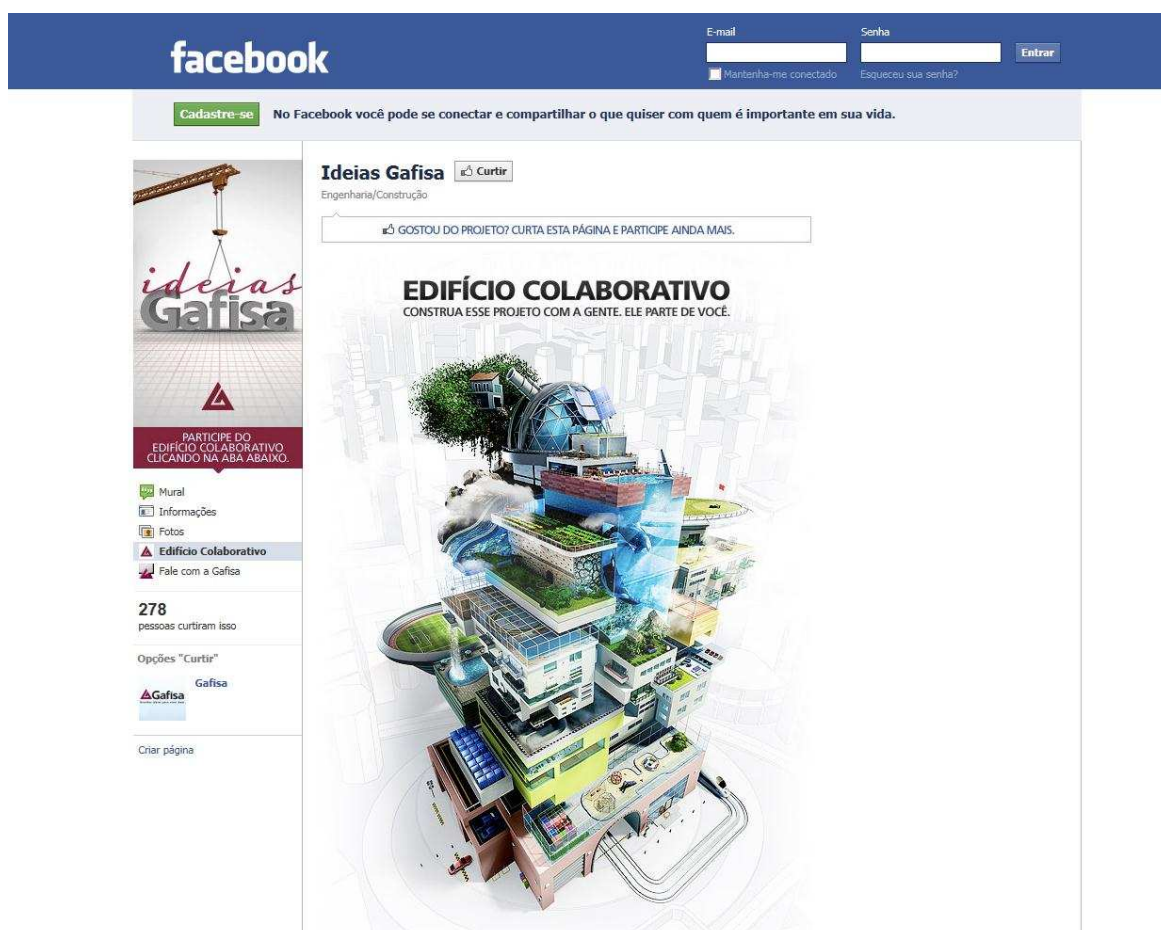 facebook
E-mail
Senha
Entrar
Mantenha-me conectado
Esqueceu sua senha?
Cadastre-se
No Facebook você pode se conectar e compartilhar o que quiser com quem é importante em sua vida.
ideias
Gafisa
PARTICIPE DO
EDIFÍCIO COLABORATIVO
CLICANDO NA ABA ABAIXO.
Mural
Informações
Fotos
Edifício Colaborativo
Fale com a Gafisa
278
pessoas curtiram isso
Opções "Curtir"
Gafisa
Gafisa
Criar página
Ideias Gafisa
Curtir
Engenharia/Construção
GOSTOU DO PROJETO? CURTA ESTA PÁGINA E PARTICIPE AINDA MAIS.
EDIFÍCIO COLABORATIVO
CONSTRUA ESSE PROJETO COM A GENTE. ELE PARTE DE VOCÊ.